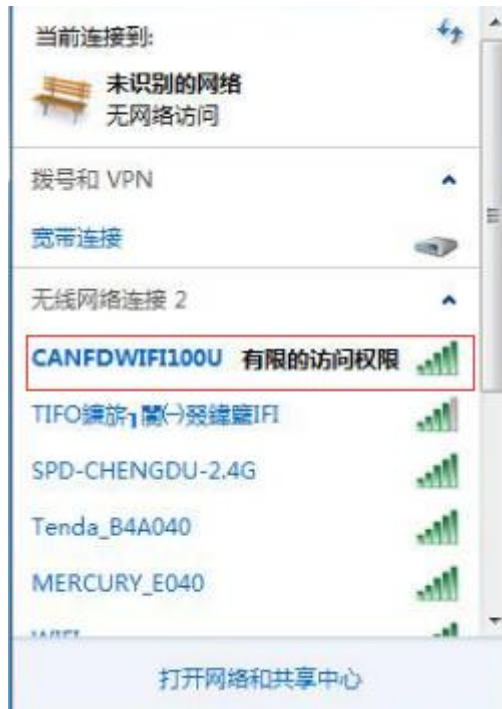 当前连接到:
未识别的网络
无网络访问
拨号和 VPN
宽带连接
无线网络连接 2
CANFDWIFI100U 有限的访问权限
SPD-CHENGDU-2.4G
Tenda_B4A040
MERCURY_E040
打开网络和共享中心